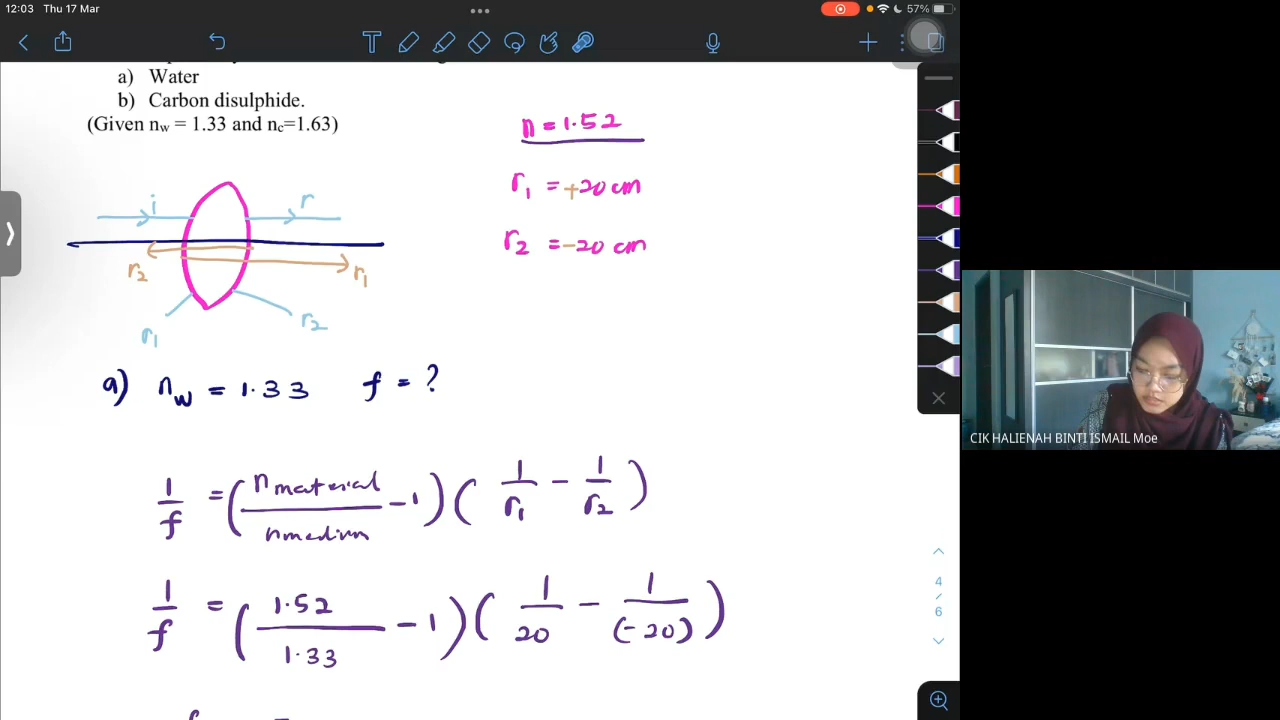 12:03 Thu 17 Mar
57%
a) Water
b) Carbon disulphide.
(Given nw = 1.33 and nc=1.63)
n = 1.52
r1 = +20 cm
r2 = -20 cm
i
r
r2
r1
r1
r2
a) nw = 1.33 f = ?
1/f = (n material / n medium - 1) (1/r1 - 1/r2)
1/f = (1.52 / 1.33 - 1) (1/20 - 1/(-20))
4
6
CIK HALIENAH BINTI ISMAIL Moe